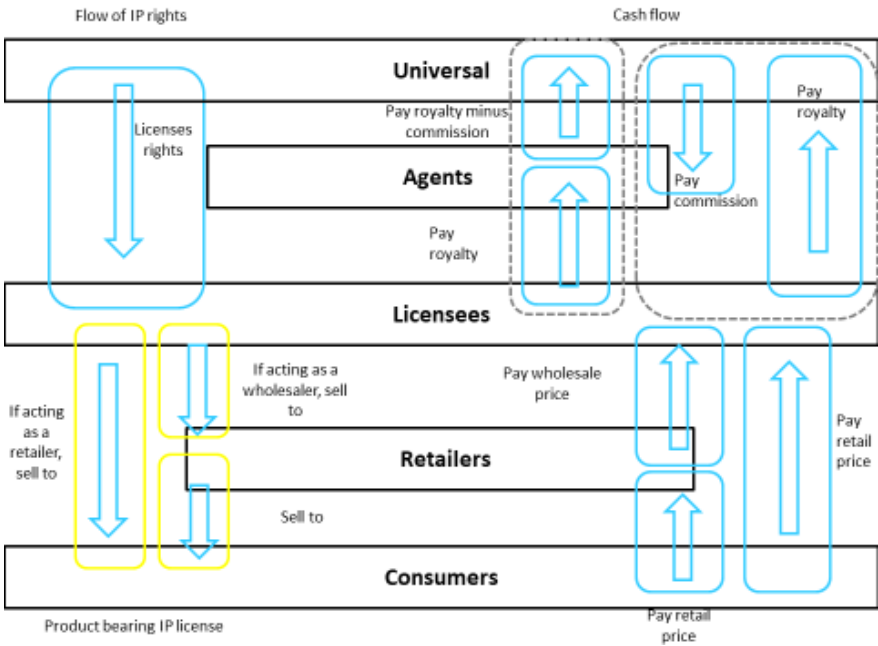 Flow of IP rights
Cash flow
Universal
Pay royalty minus
commission
Pay
royalty
Licenses
rights
Agents
Pay
commission
Pay
royalty
Licensees
If acting as a
wholesaler, sell
to
Pay wholesale
price
If acting
as a
retailer,
sell to
Pay
retail
price
Retailers
Sell to
Consumers
Product bearing IP license
Pay retail
price